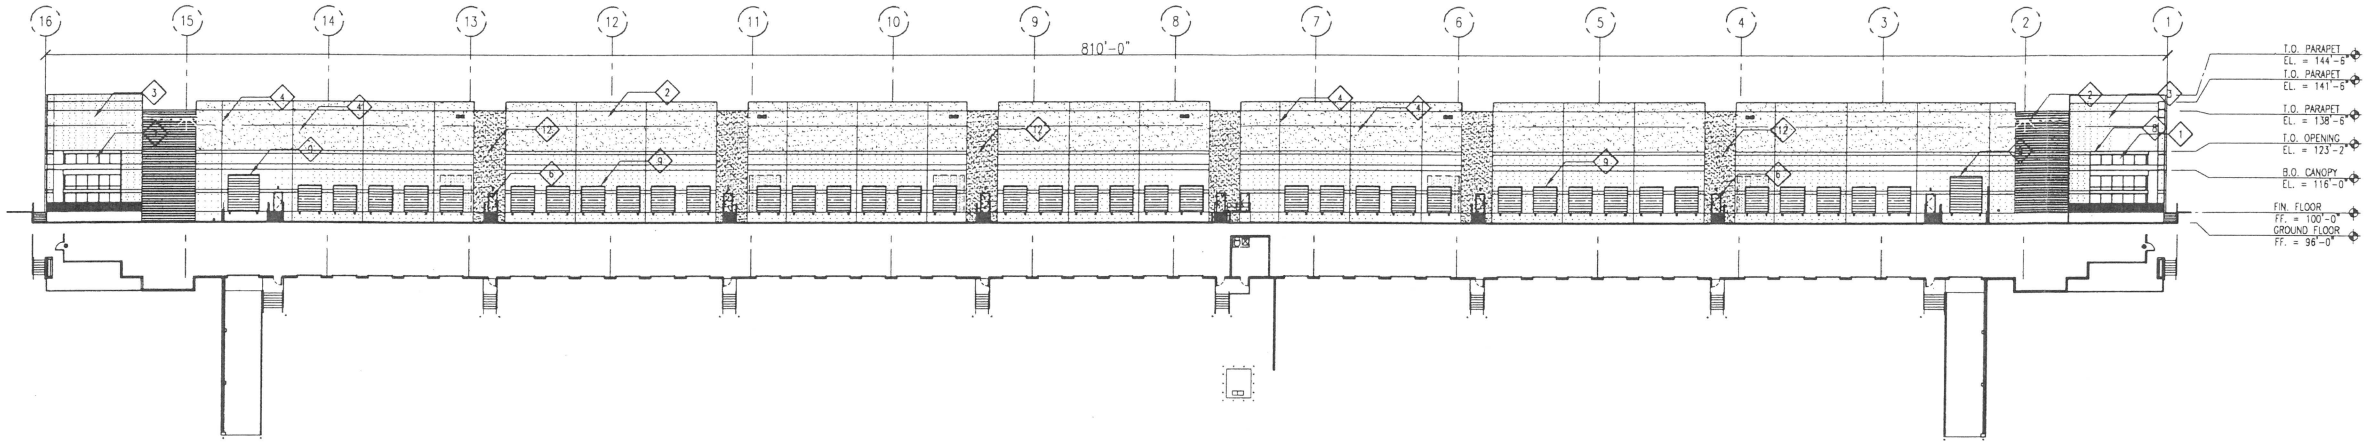 16 15 14 13 12 11 10 9 8 7 6 5 4 3 2 1
810'-0"
T.O. PARAPET
EL. = 144'-6"
T.O. PARAPET
EL. = 141'-6"
T.O. PARAPET
EL. = 138'-6"
T.O. OPENING
EL. = 123'-2"
B.O. CANOPY
EL. = 116'-0"
FIN. FLOOR
FF. = 100'-0"
GROUND FLOOR
FF. = 96'-0"
3 4 4 2 4 4 2 3
12 12 12 8 1
9 9
6 6